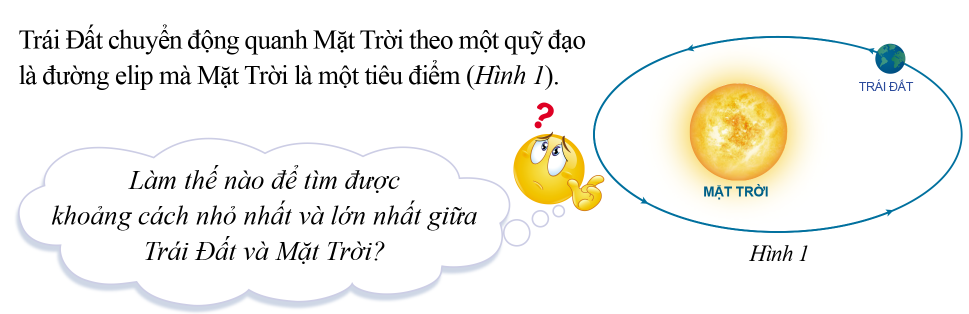 Trái Đất chuyển động quanh Mặt Trời theo một quỹ đạo
là đường elip mà Mặt Trời là một tiêu điểm (Hình 1).
?
Làm thế nào để tìm được
khoảng cách nhỏ nhất và lớn nhất giữa
Trái Đất và Mặt Trời?
TRÁI ĐẤT
MẶT TRỜI
Hình 1